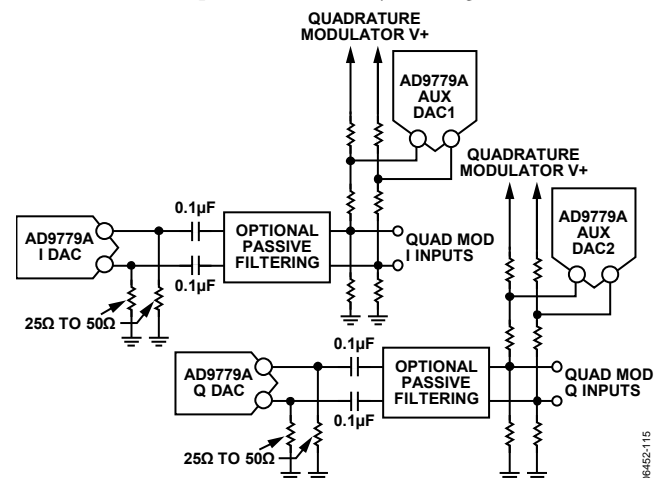 QUADRATURE
MODULATOR V+
AD9779A
AUX
DAC1
QUADRATURE
MODULATOR V+
AD9779A
AUX
DAC2
0.1µF
AD9779A
I DAC
OPTIONAL
PASSIVE
FILTERING
QUAD MOD
I INPUTS
0.1µF
25Ω TO 50Ω
0.1µF
AD9779A
Q DAC
OPTIONAL
PASSIVE
FILTERING
QUAD MOD
Q INPUTS
0.1µF
25Ω TO 50Ω
06452-115